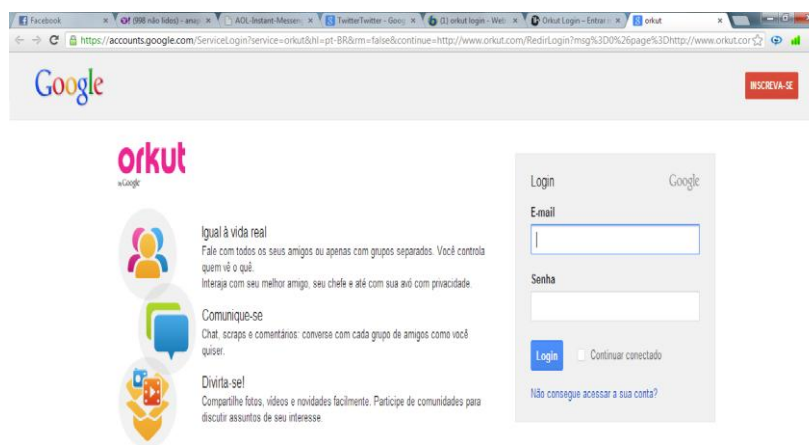 Facebook
(998 não lidos) - anap
AOL-Instant-Messen
TwitterTwitter - Goog
(1) orkut login - Web
Orkut Login – Entrar
orkut
https://accounts.google.com/ServiceLogin?service=orkut&hl=pt-BR&rm=false&continue=http://www.orkut.com/RedirLogin?msg%3D0%26page%3Dhttp://www.orkut.cor
Google
INSCREVA-SE
orkut
by Google
Igual à vida real
Fale com todos os seus amigos ou apenas com grupos separados. Você controla
quem vê o quê.
Interaja com seu melhor amigo, seu chefe e até com sua avó com privacidade.
Comunique-se
Chat, scraps e comentários: converse com cada grupo de amigos como você
quiser.
Divirta-se!
Compartilhe fotos, vídeos e novidades facilmente. Participe de comunidades para
discutir assuntos de seu interesse.
Login Google
E-mail
Senha
Login Continuar conectado
Não consegue acessar a sua conta?